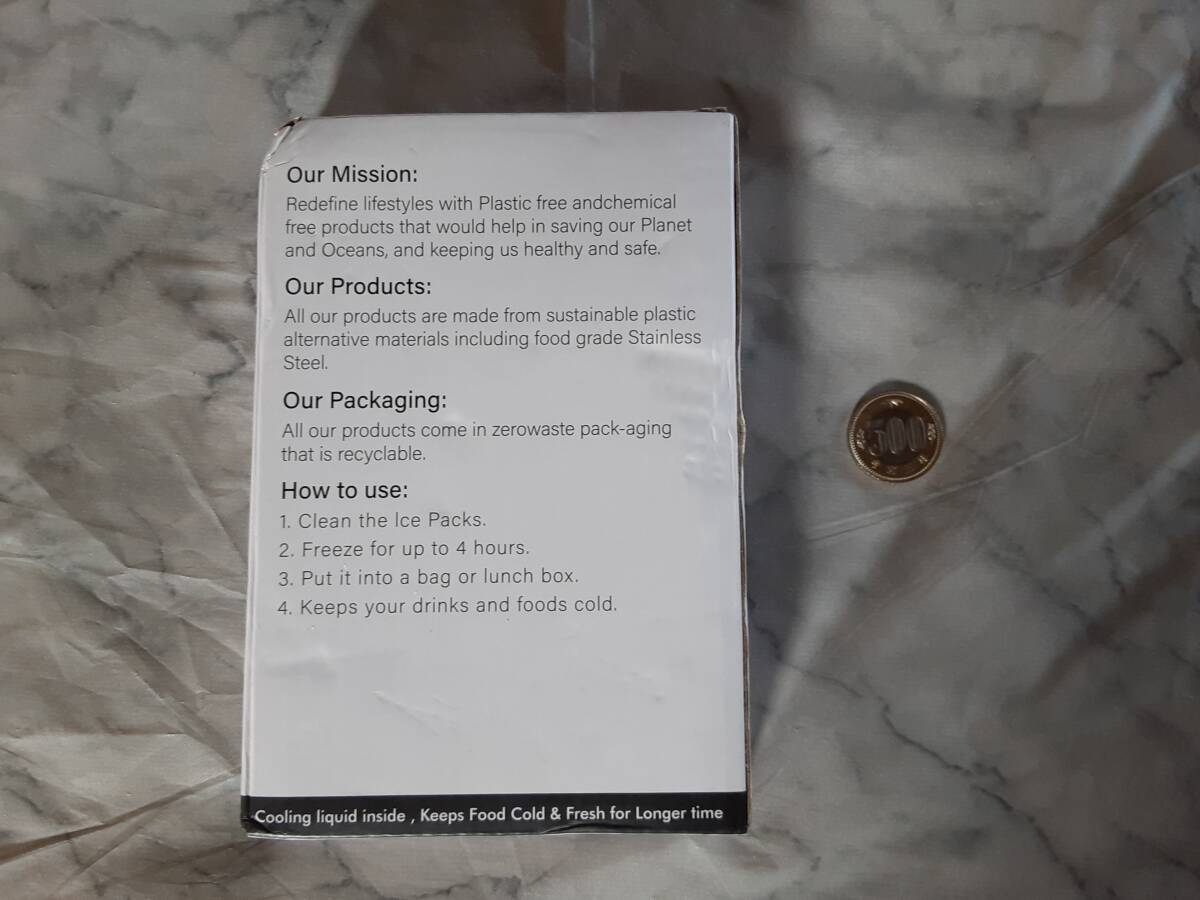 Our Mission:
Redefine lifestyles with Plastic free andchemical
free products that would help in saving our Planet
and Oceans, and keeping us healthy and safe.
Our Products:
All our products are made from sustainable plastic
alternative materials including food grade Stainless
Steel.
Our Packaging:
All our products come in zerowaste pack-aging
that is recyclable.
How to use:
1. Clean the Ice Packs.
2. Freeze for up to 4 hours.
3. Put it into a bag or lunch box.
4. Keeps your drinks and foods cold.
Cooling liquid inside , Keeps Food Cold & Fresh for Longer time
500